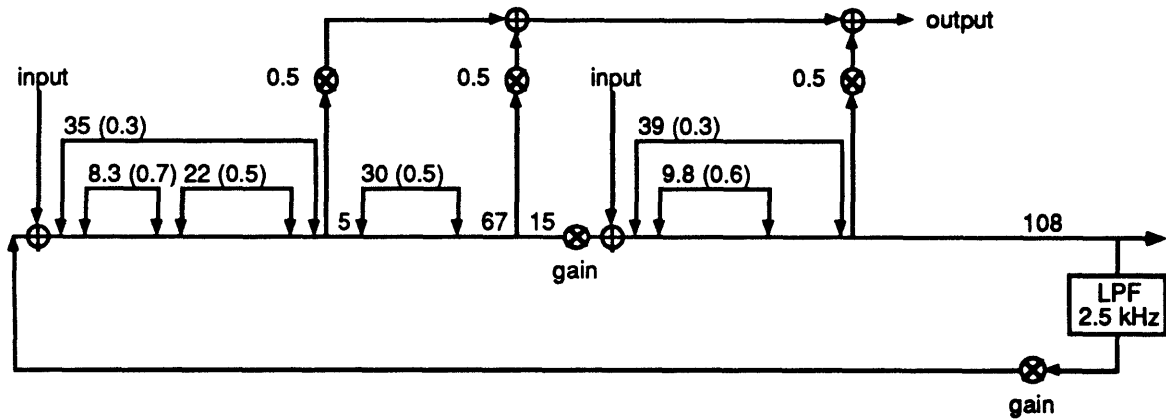 output
0.5
0.5
0.5
input
input
35 (0.3)
39 (0.3)
8.3 (0.7)
22 (0.5)
30 (0.5)
9.8 (0.6)
5
67
15
108
gain
LPF
2.5 kHz
gain